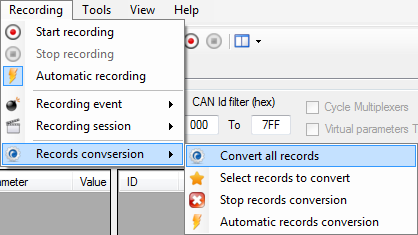 Recording Tools View Help
Start recording
Stop recording
Automatic recording
Recording event
Recording session
Records convsersion
CAN Id filter (hex)
000 To 7FF
Cycle Multiplexers
Virtual parameters T
Convert all records
Select records to convert
Stop records conversion
Automatic records conversion
rameter Value ID